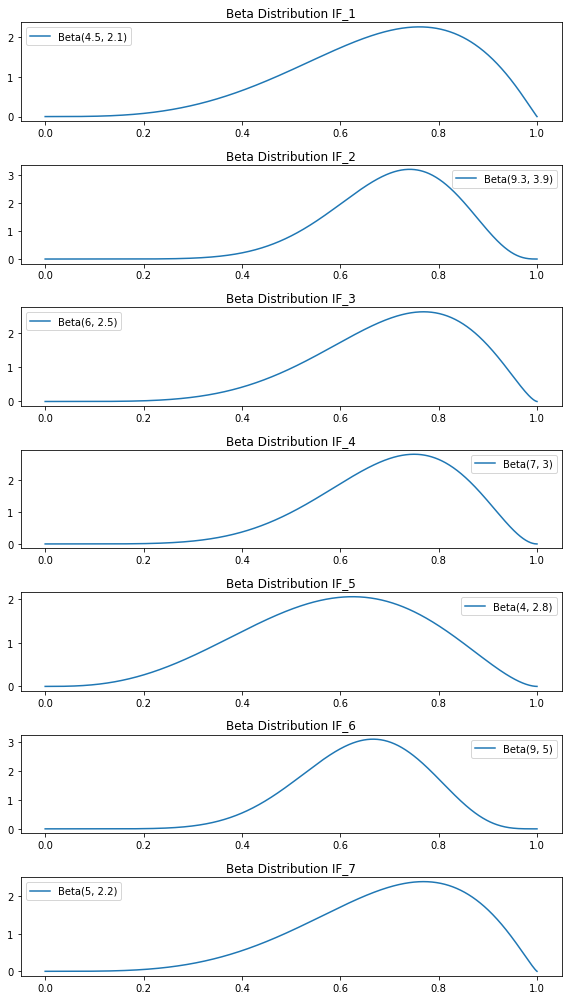 Beta Distribution IF_1
Beta(4.5, 2.1)
2
1
0
0.0 0.2 0.4 0.6 0.8 1.0
Beta Distribution IF_2
Beta(9.3, 3.9)
3
2
1
0
0.0 0.2 0.4 0.6 0.8 1.0
Beta Distribution IF_3
Beta(6, 2.5)
2
1
0
0.0 0.2 0.4 0.6 0.8 1.0
Beta Distribution IF_4
Beta(7, 3)
2
1
0
0.0 0.2 0.4 0.6 0.8 1.0
Beta Distribution IF_5
2
Beta(4, 2.8)
1
0
0.0 0.2 0.4 0.6 0.8 1.0
Beta Distribution IF_6
3
Beta(9, 5)
2
1
0
0.0 0.2 0.4 0.6 0.8 1.0
Beta Distribution IF_7
Beta(5, 2.2)
2
1
0
0.0 0.2 0.4 0.6 0.8 1.0